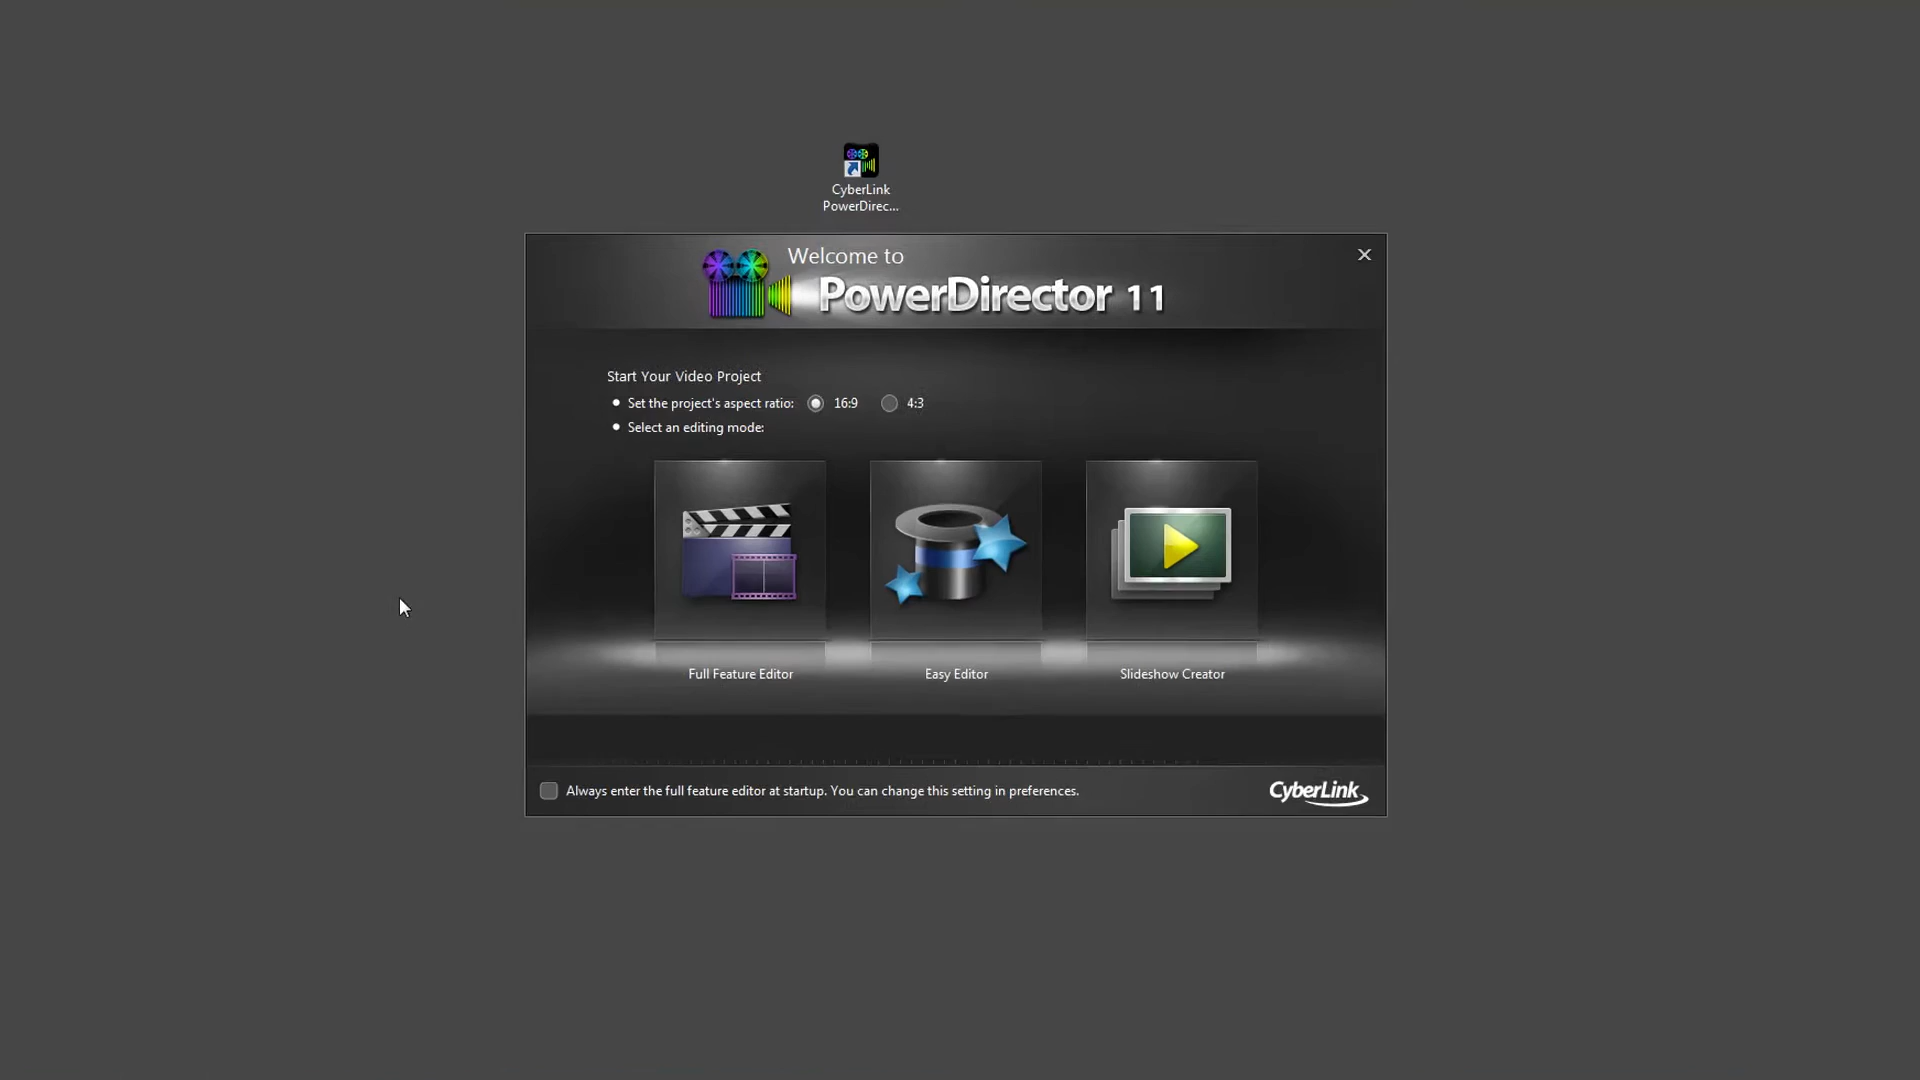 CyberLink
PowerDirec...
Welcome to
PowerDirector 11
Start Your Video Project
Set the project's aspect ratio: 16:9 4:3
Select an editing mode:
Full Feature Editor Easy Editor Slideshow Creator
Always enter the full feature editor at startup. You can change this setting in preferences.
CyberLink